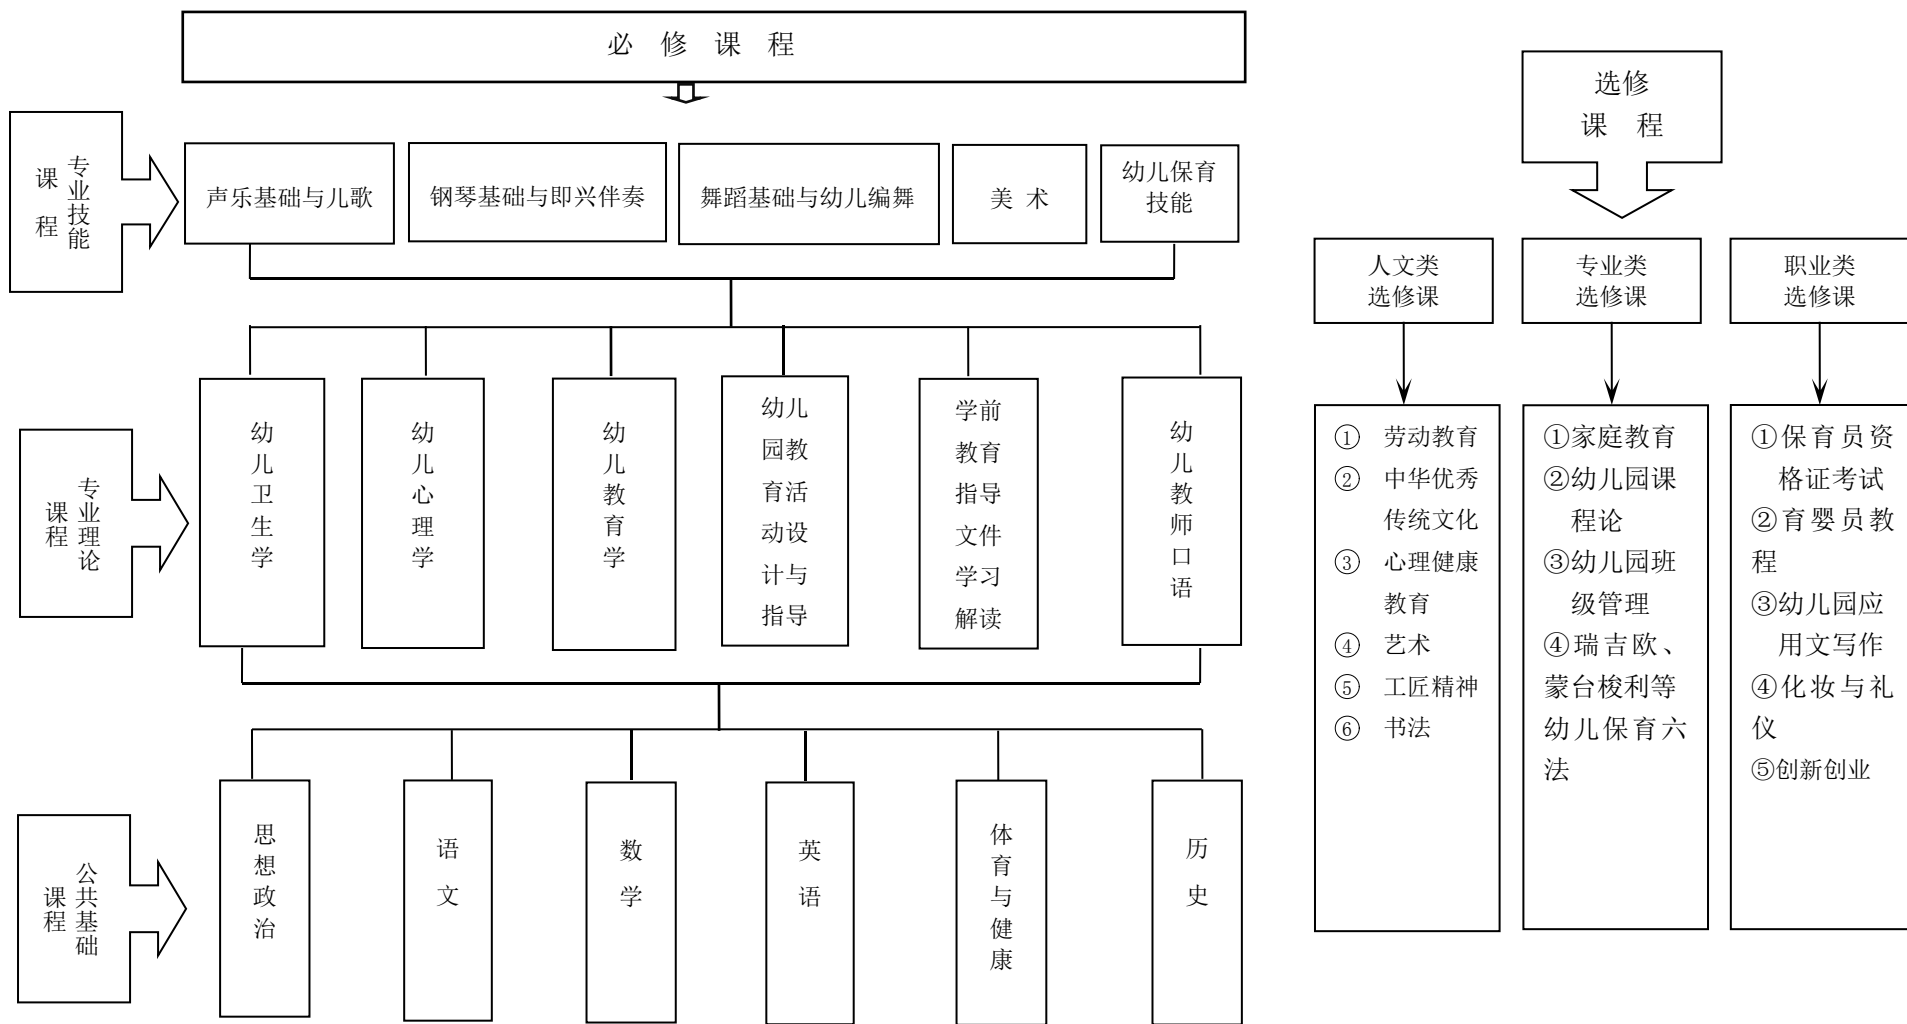 必 修 课 程
专业技能
课 程
声乐基础与儿歌
钢琴基础与即兴伴奏
舞蹈基础与幼儿编舞
美 术
幼儿保育
技能
专业理论
课程
幼儿卫生学
幼儿心理学
幼儿教育学
幼儿
园教
育活
动设
计与
指导
学前
教育
指导
文件
学习
解读
幼儿教师口语
公共基础
课程
思想政治
语文
数学
英语
体育与健康
历史
选修
课 程
人文类
选修课
① 劳动教育
② 中华优秀
传统文化
③ 心理健康
教育
④ 艺术
⑤ 工匠精神
⑥ 书法
专业类
选修课
①家庭教育
②幼儿园课
程论
③幼儿园班
级管理
④瑞吉欧、
蒙台梭利等
幼儿保育六
法
职业类
选修课
①保育员资
格证考试
②育婴员教
程
③幼儿园应
用文写作
④化妆与礼
仪
⑤创新创业